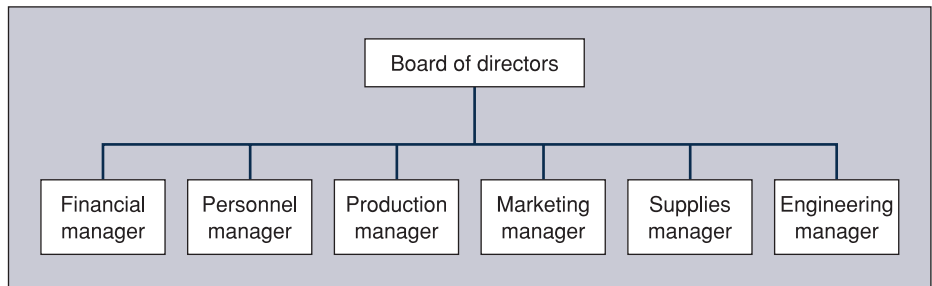 Board of directors
Financial
manager
Personnel
manager
Production
manager
Marketing
manager
Supplies
manager
Engineering
manager